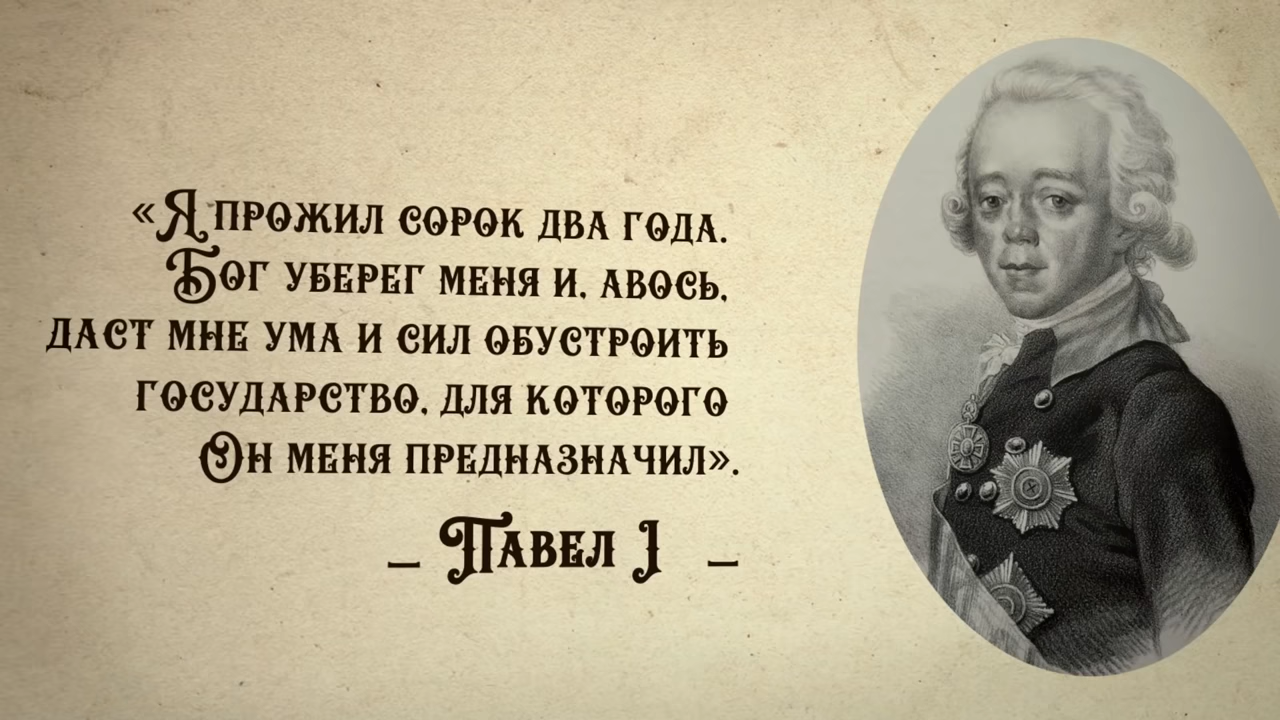 «Я прожил сорок два года.
Бог уберег меня и, авось,
даст мне ума и сил обустроить
государство, для которого
Он меня предназначил».
– Павел I –